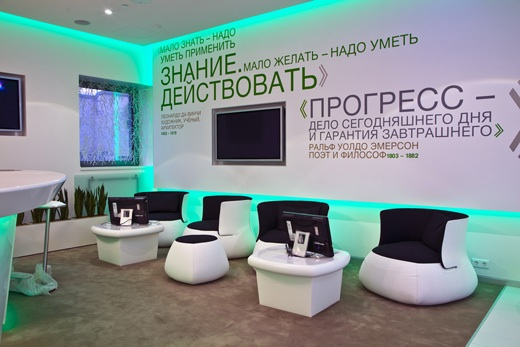 МАЛО ЗНАТЬ – НАДО
УМЕТЬ ПРИМЕНИТЬ
ЗНАНИЕ. МАЛО ЖЕЛАТЬ – НАДО УМЕТЬ
ДЕЙСТВОВАТЬ»
ЛЕОНАРДО ДА ВИНЧИ
ХУДОЖНИК, УЧЁНЫЙ,
АРХИТЕКТОР
1452 – 1519
«ПРОГРЕСС –
ДЕЛО СЕГОДНЯШНЕГО ДНЯ
И ГАРАНТИЯ ЗАВТРАШНЕГО»
РАЛЬФ УОЛДО ЭМЕРСОН
ПОЭТ И ФИЛОСОФ 1803 – 1882